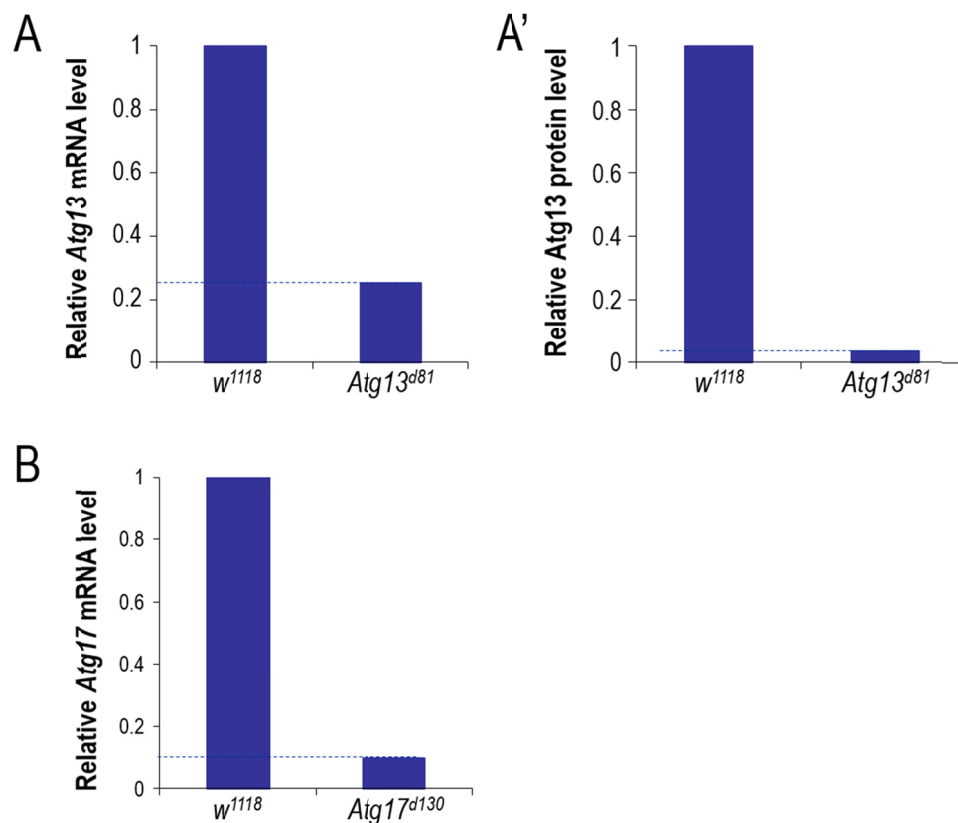 A
Relative Atg13 mRNA level
1
0.8
0.6
0.4
0.2
0
w1118
Atg13d81
A'
Relative Atg13 protein level
1
0.8
0.6
0.4
0.2
0
w1118
Atg13d81
B
Relative Atg17 mRNA level
1
0.8
0.6
0.4
0.2
0
w1118
Atg17d130